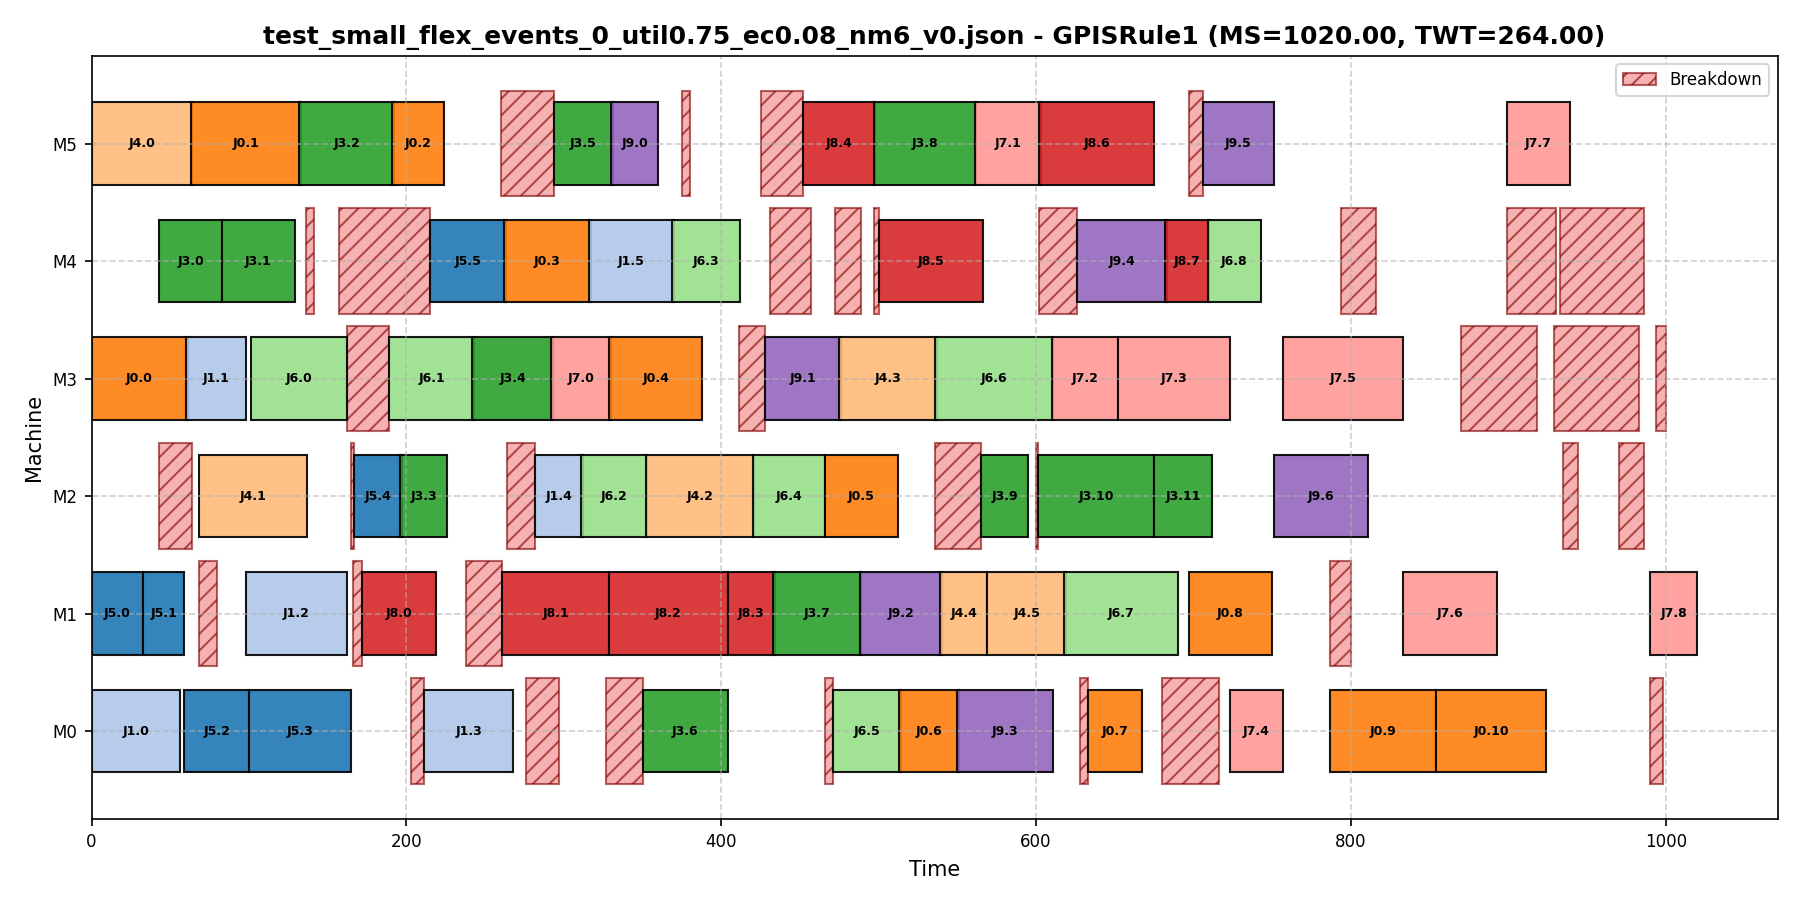 test_small_flex_events_0_util0.75_ec0.08_nm6_v0.json - GPISRule1 (MS=1020.00, TWT=264.00)
Breakdown
M5
J4.0 J0.1 J3.2 J0.2 J3.5 J9.0 J8.4 J3.8 J7.1 J8.6 J9.5 J7.7
M4
J3.0 J3.1 J5.5 J0.3 J1.5 J6.3 J8.5 J9.4 J8.7 J6.8
M3
J0.0 J1.1 J6.0 J6.1 J3.4 J7.0 J0.4 J9.1 J4.3 J6.6 J7.2 J7.3 J7.5
M2
J4.1 J5.4 J3.3 J1.4 J6.2 J4.2 J6.4 J0.5 J3.9 J3.10 J3.11 J9.6
M1
J5.0 J5.1 J1.2 J8.0 J8.1 J8.2 J8.3 J3.7 J9.2 J4.4 J4.5 J6.7 J0.8 J7.6 J7.8
M0
J1.0 J5.2 J5.3 J1.3 J3.6 J6.5 J0.6 J9.3 J0.7 J7.4 J0.9 J0.10
Machine
0 200 400 600 800 1000
Time